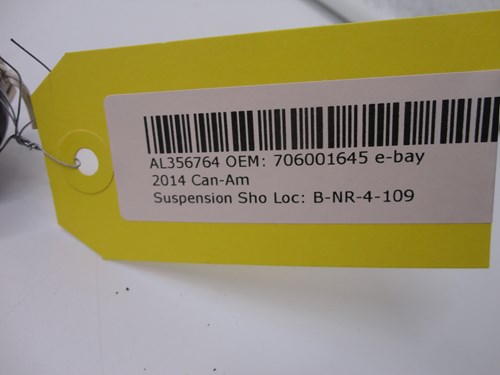 AL356764 OEM: 706001645 e-bay
2014 Can-Am
Suspension Sho Loc: B-NR-4-109